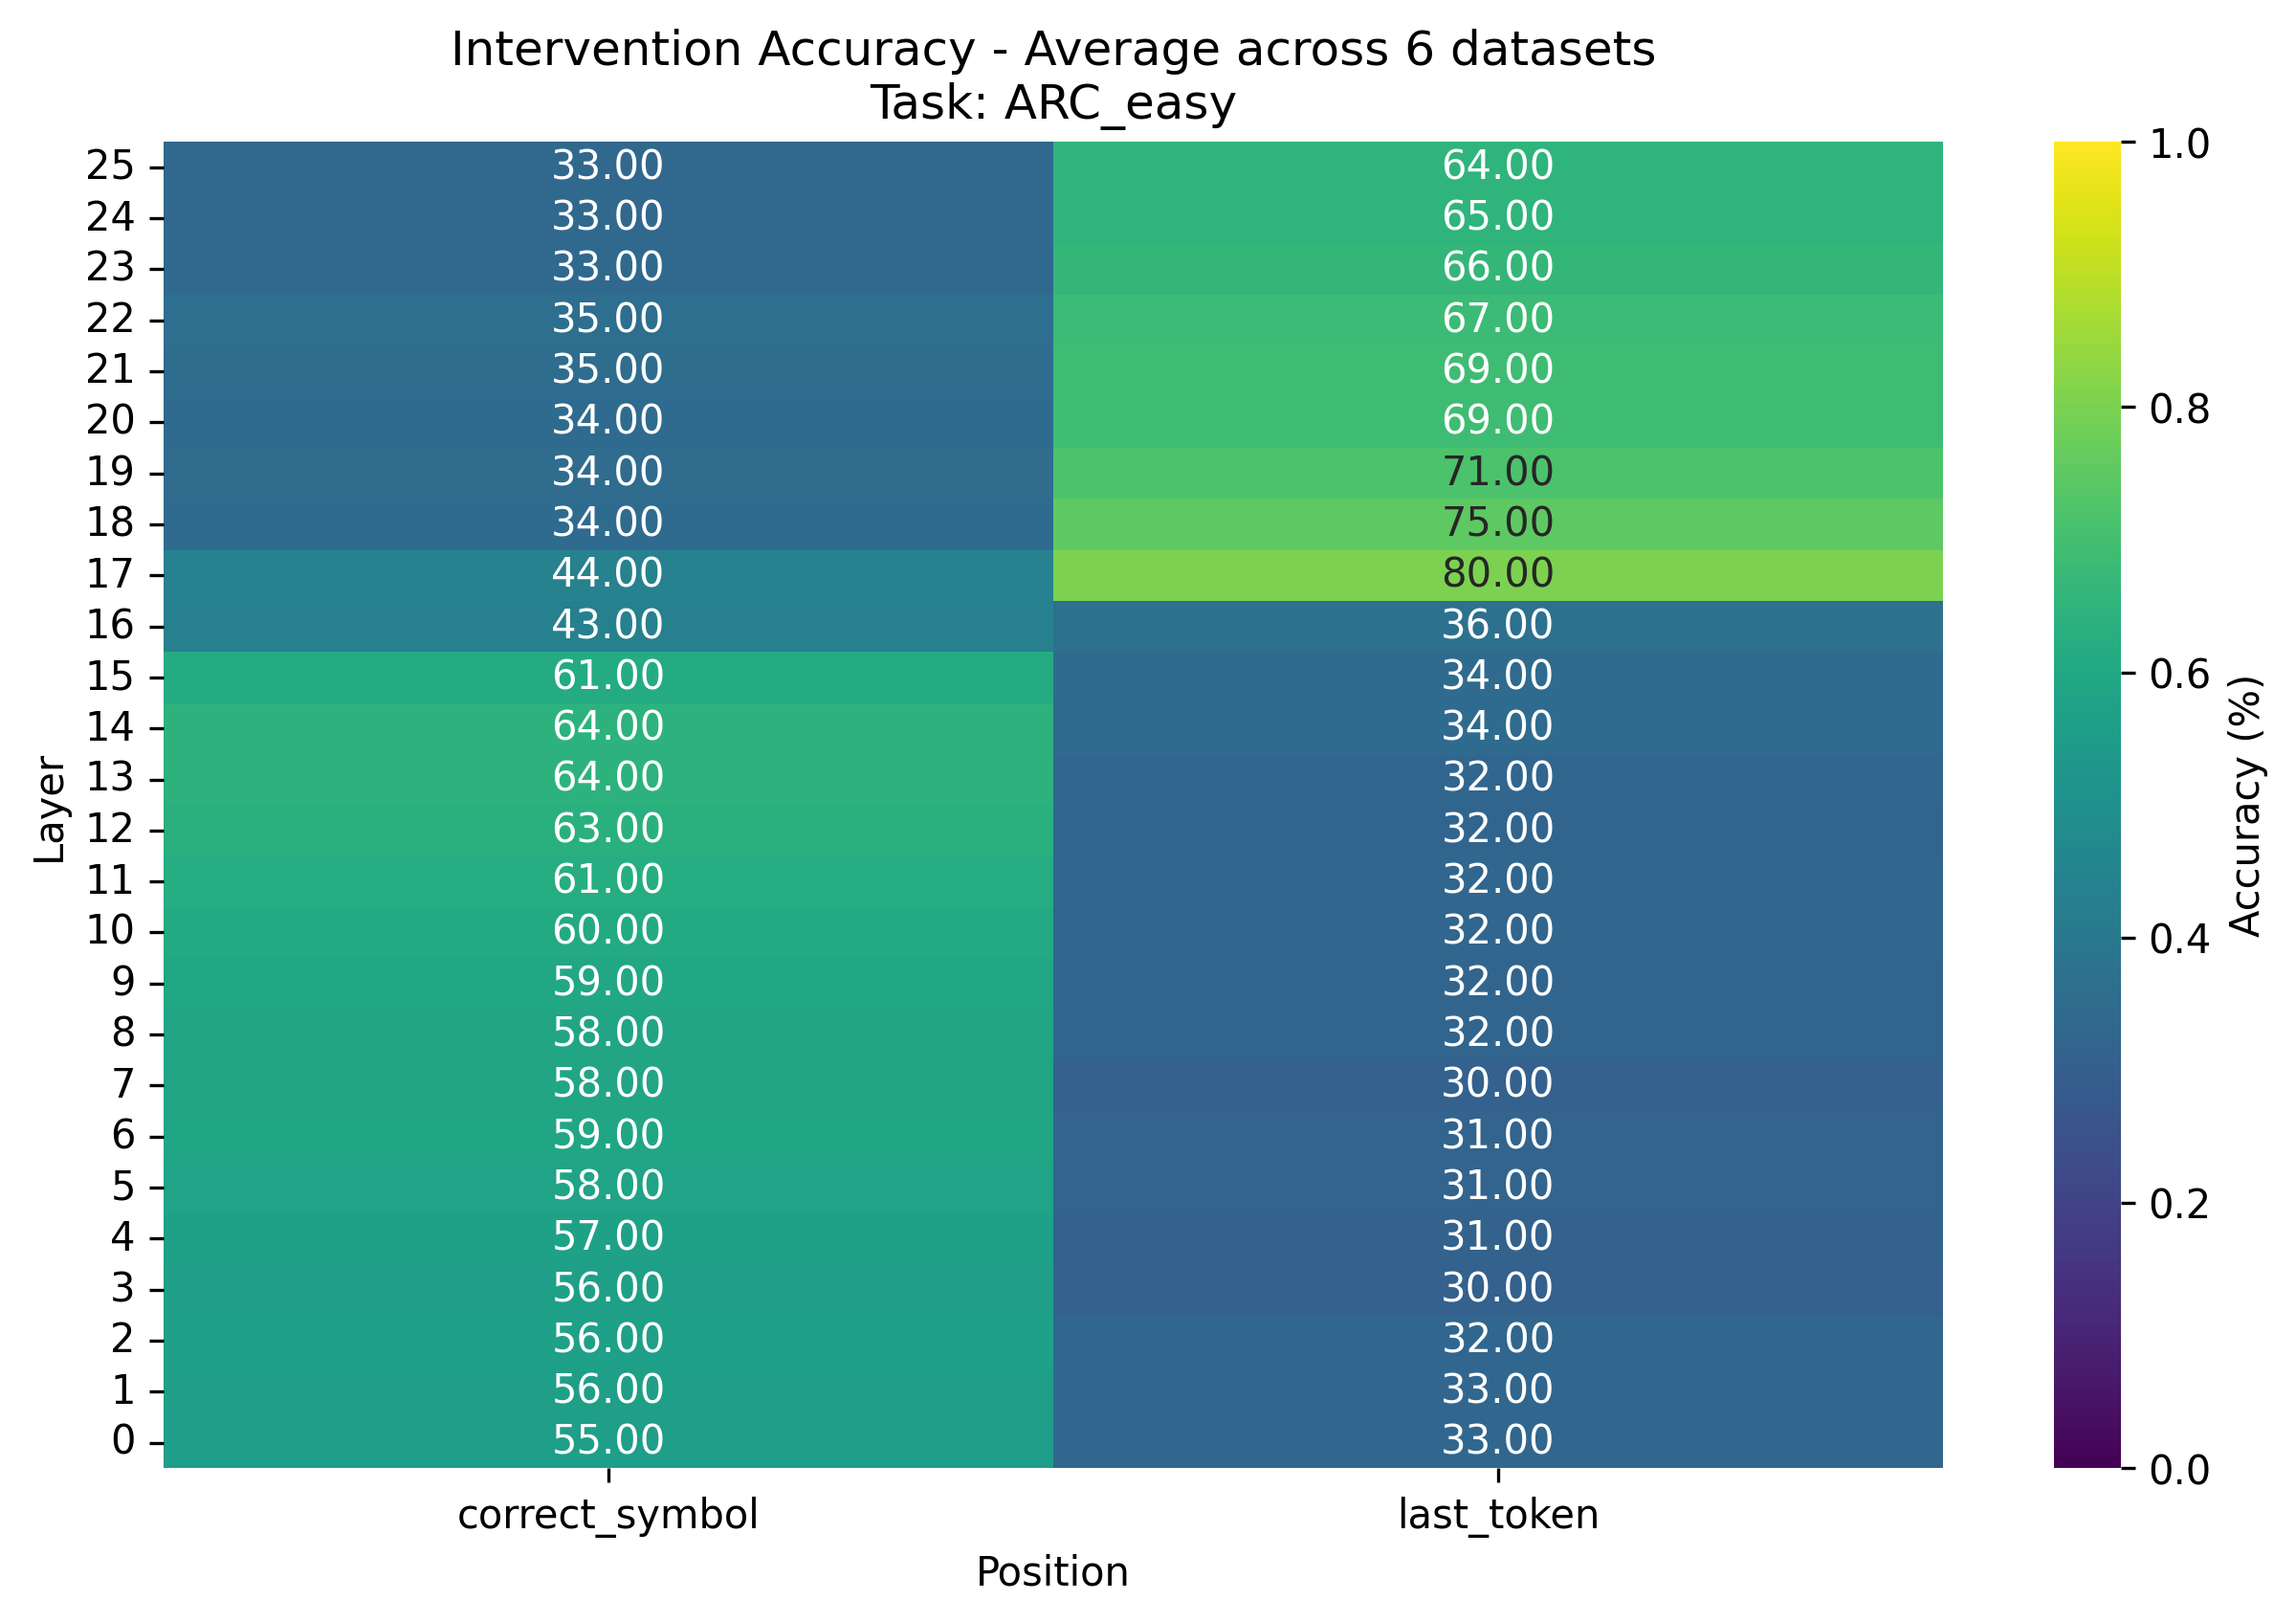 Intervention Accuracy - Average across 6 datasets
Task: ARC_easy
25 33.00 64.00 1.0
24 33.00 65.00
23 33.00 66.00
22 35.00 67.00
21 35.00 69.00
20 34.00 69.00 0.8
19 34.00 71.00
18 34.00 75.00
17 44.00 80.00
16 43.00 36.00
15 61.00 34.00 0.6
14 64.00 34.00
13 64.00 32.00
12 63.00 32.00
11 61.00 32.00
10 60.00 32.00 0.4
9 59.00 32.00
8 58.00 32.00
7 58.00 30.00
6 59.00 31.00
5 58.00 31.00 0.2
4 57.00 31.00
3 56.00 30.00
2 56.00 32.00
1 56.00 33.00
0 55.00 33.00 0.0
Layer
Accuracy (%)
correct_symbol last_token
Position